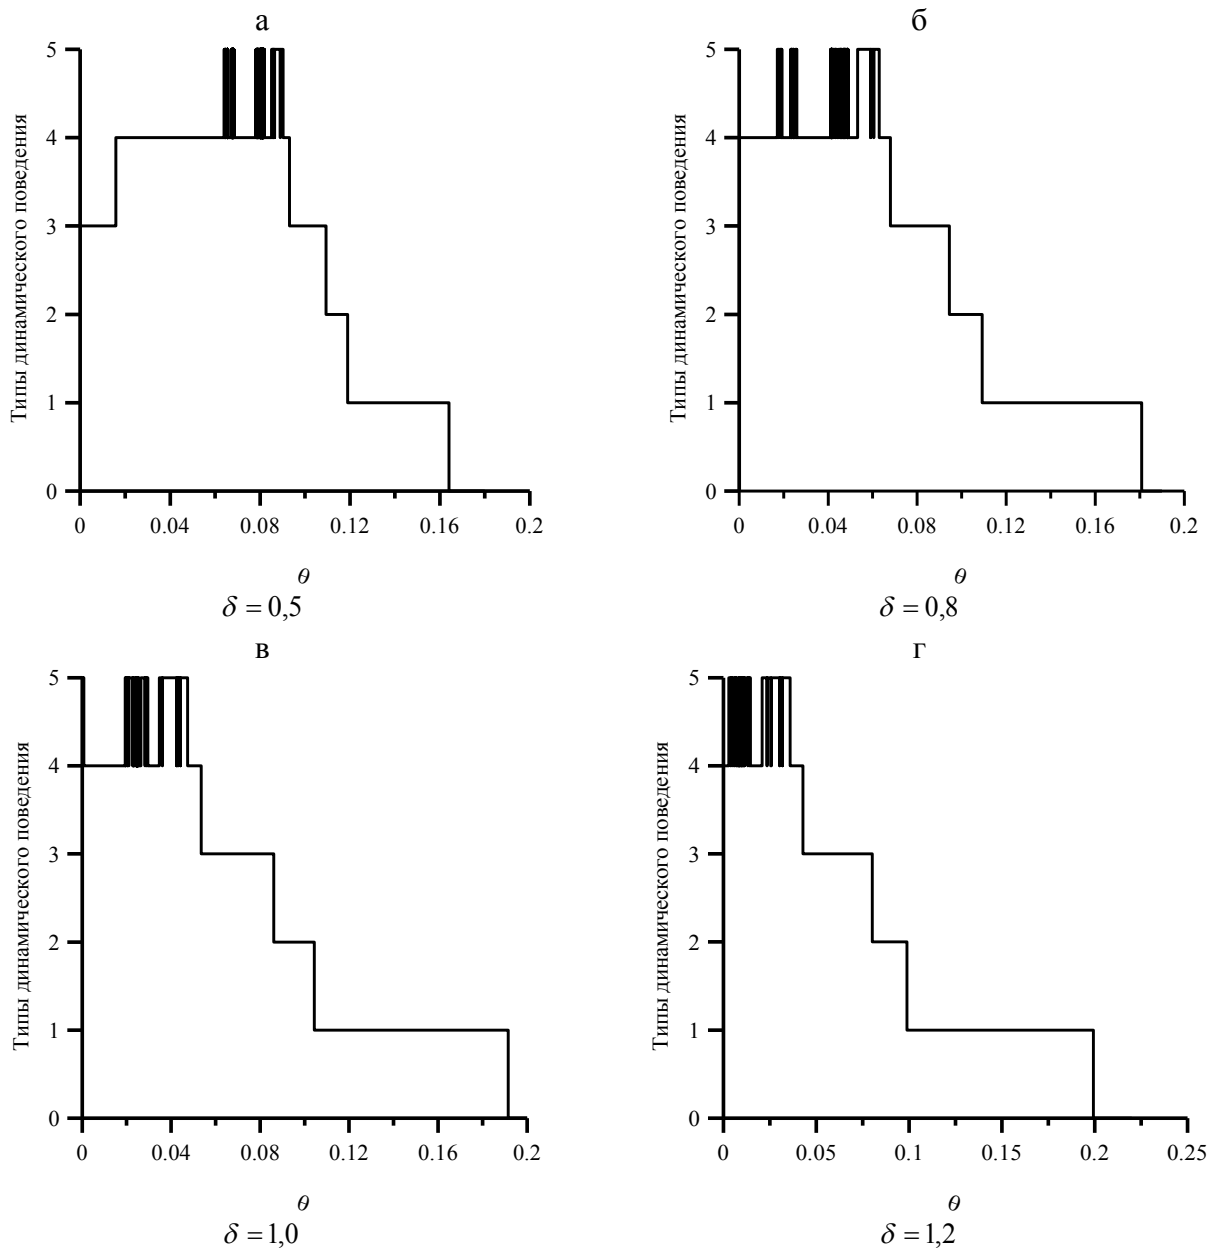 а
Типы динамического поведения
5
4
3
2
1
0
0 0.04 0.08 0.12 0.16 0.2
θ
δ = 0,5
б
Типы динамического поведения
5
4
3
2
1
0
0 0.04 0.08 0.12 0.16 0.2
θ
δ = 0,8
в
Типы динамического поведения
5
4
3
2
1
0
0 0.04 0.08 0.12 0.16 0.2
θ
δ = 1,0
г
Типы динамического поведения
5
4
3
2
1
0
0 0.05 0.1 0.15 0.2 0.25
θ
δ = 1,2